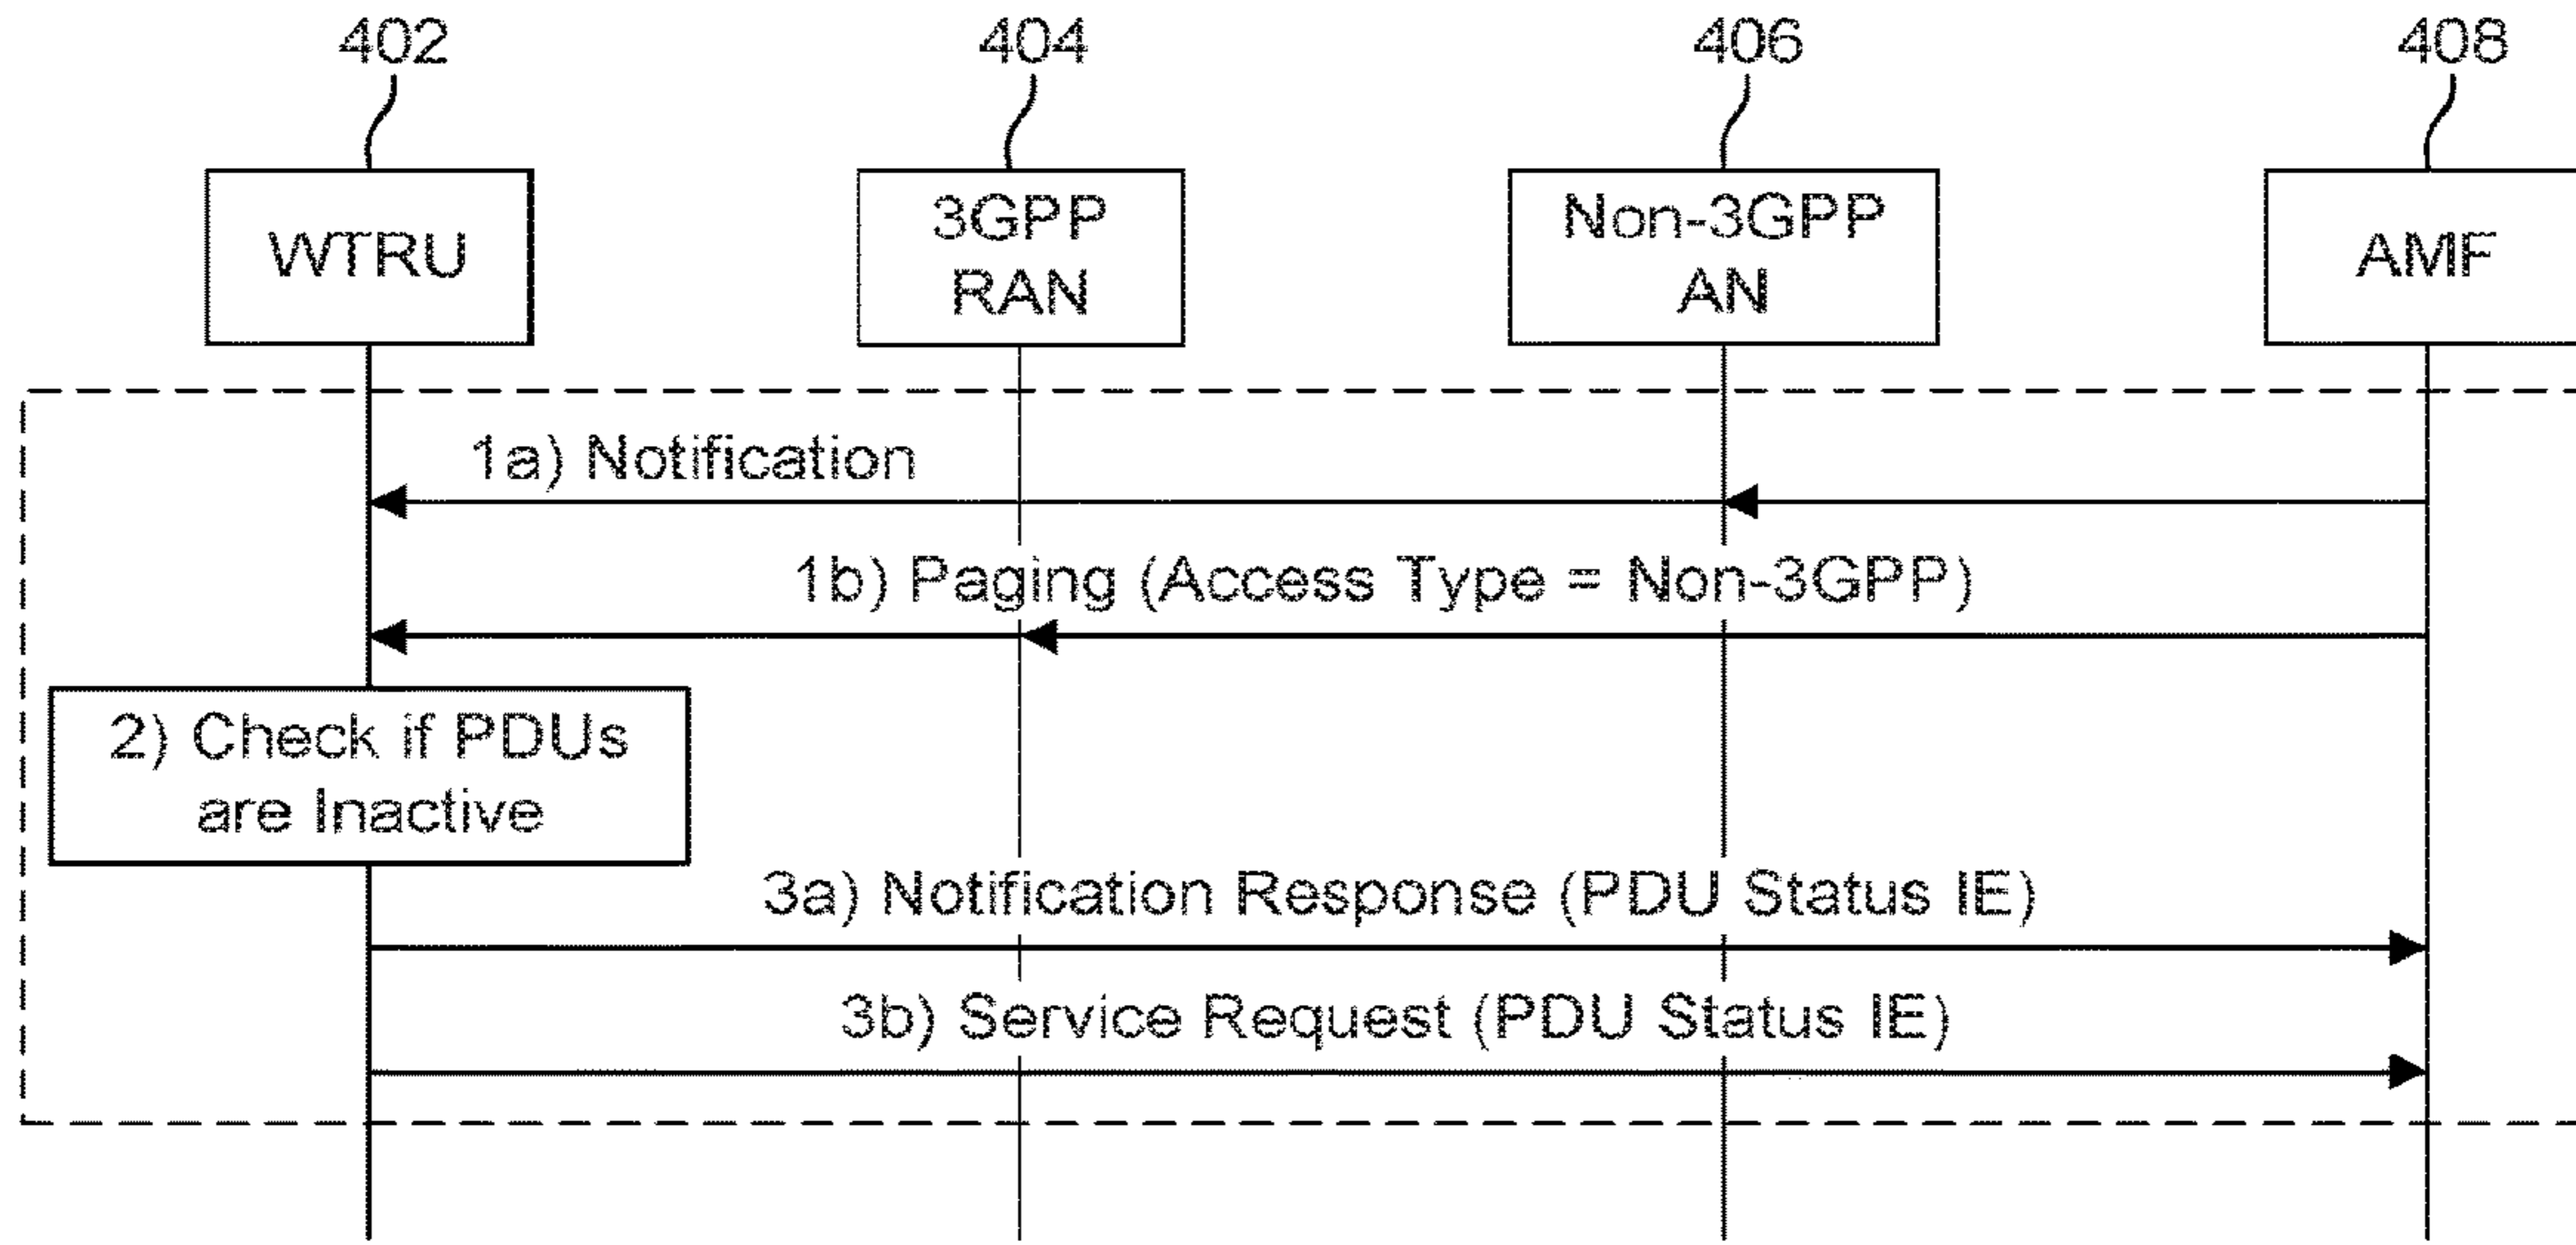 402
404
406
408
WTRU
3GPP
RAN
Non-3GPP
AN
AMF
1a) Notification
1b) Paging (Access Type = Non-3GPP)
2) Check if PDUs
are Inactive
3a) Notification Response (PDU Status IE)
3b) Service Request (PDU Status IE)